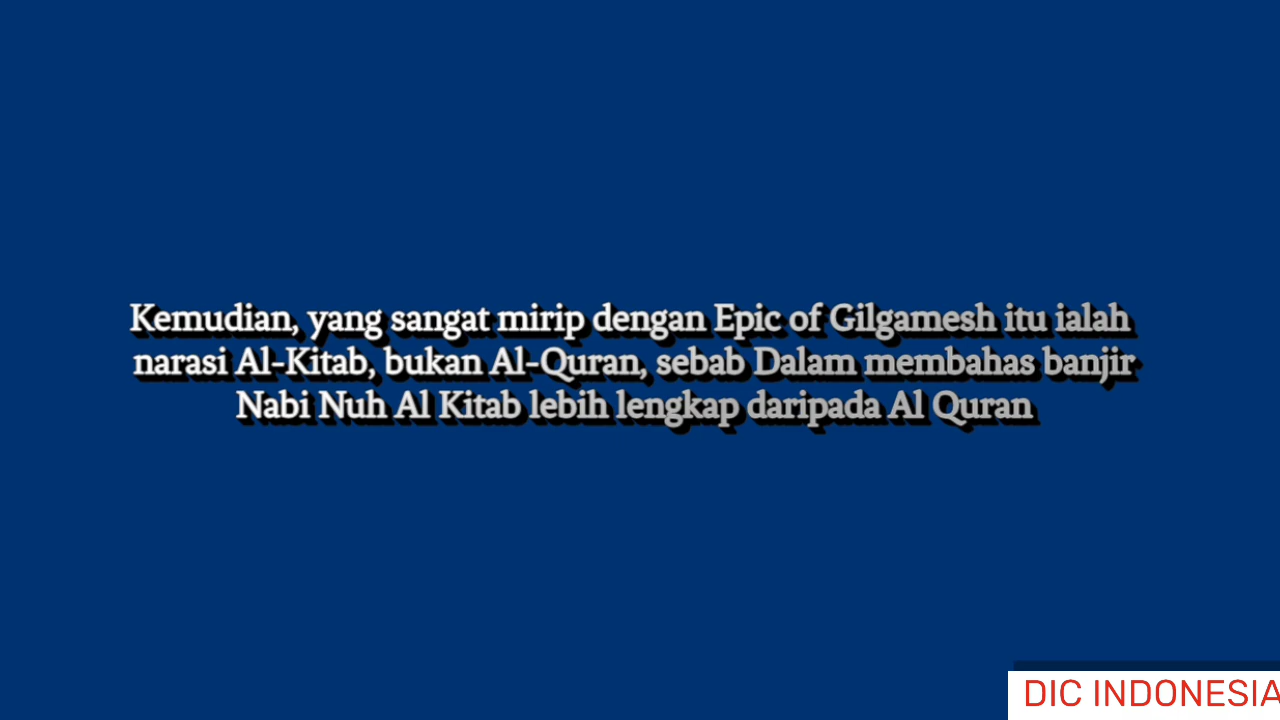 Kemudian, yang sangat mirip dengan Epic of Gilgamesh itu ialah
narasi Al-Kitab, bukan Al-Quran, sebab Dalam membahas banjir
Nabi Nuh Al Kitab lebih lengkap daripada Al Quran
DIC INDONESIA